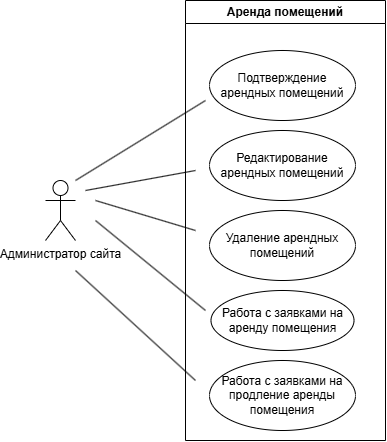 Аренда помещений
Подтверждение
арендных помещений
Редактирование
арендных помещений
Администратор сайта
Удаление арендных
помещений
Работа с заявками на
аренду помещения
Работа с заявками на
продление аренды
помещения